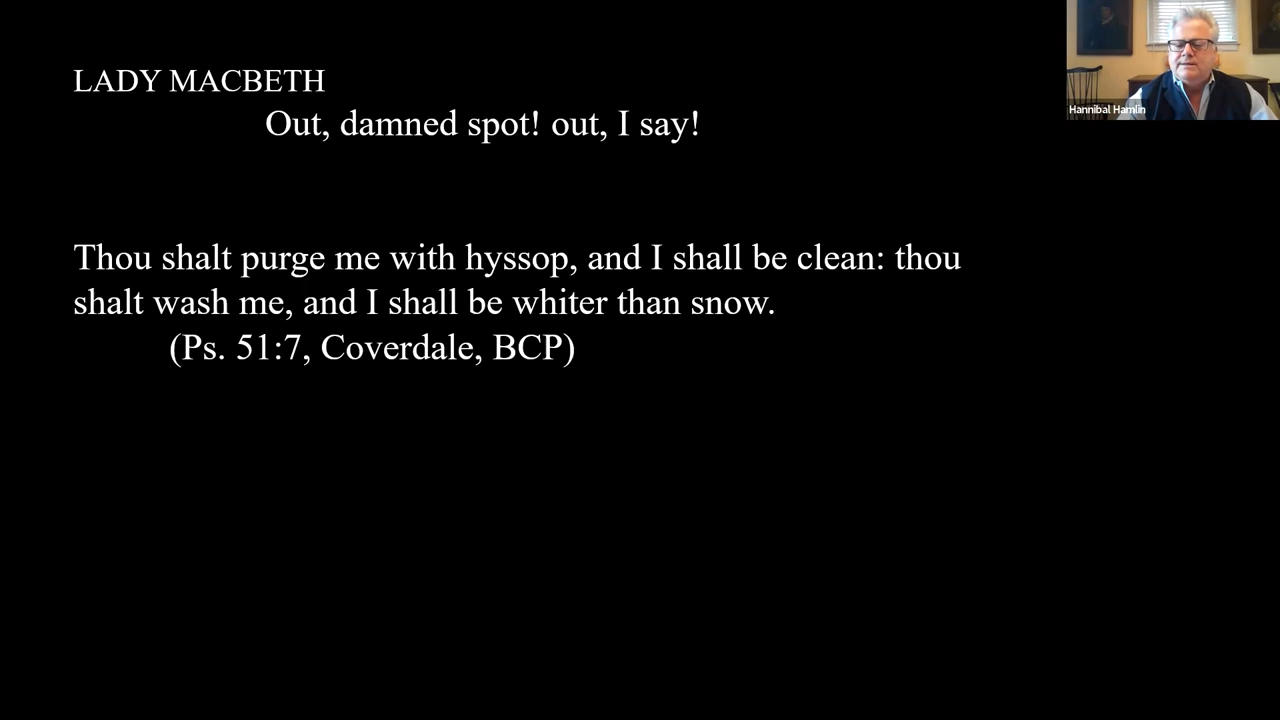 LADY MACBETH
Out, damned spot! out, I say!
Thou shalt purge me with hyssop, and I shall be clean: thou
shalt wash me, and I shall be whiter than snow.
(Ps. 51:7, Coverdale, BCP)
Hannibal Hamlin